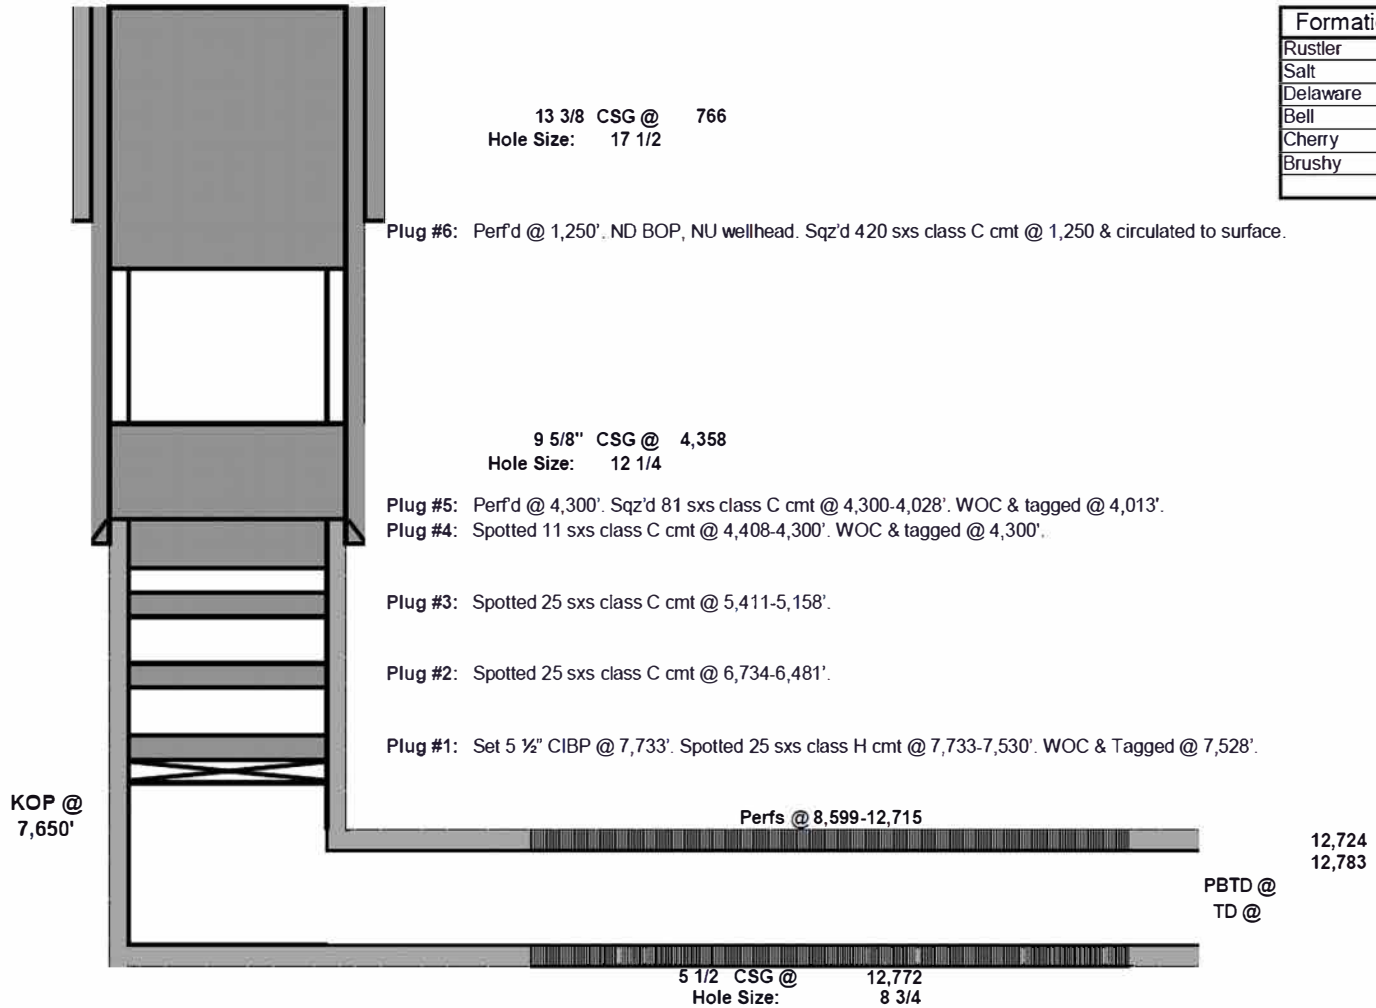 Formati
Rustler
Salt
Delaware
Bell
Cherry
Brushy
13 3/8 CSG @ 766
Hole Size: 17 1/2
Plug #6: Perf'd @ 1,250'. ND BOP, NU wellhead. Sqz'd 420 sxs class C cmt @ 1,250 & circulated to surface.
9 5/8" CSG @ 4,358
Hole Size: 12 1/4
Plug #5: Perf'd @ 4,300'. Sqz'd 81 sxs class C cmt @ 4,300-4,028'. WOC & tagged @ 4,013'.
Plug #4: Spotted 11 sxs class C cmt @ 4,408-4,300'. WOC & tagged @ 4,300'.
Plug #3: Spotted 25 sxs class C cmt @ 5,411-5,158'.
Plug #2: Spotted 25 sxs class C cmt @ 6,734-6,481'.
Plug #1: Set 5 ½" CIBP @ 7,733'. Spotted 25 sxs class H cmt @ 7,733-7,530'. WOC & Tagged @ 7,528'.
KOP @
7,650'
Perfs @ 8,599-12,715
12,724
12,783
PBTD @
TD @
5 1/2 CSG @ 12,772
Hole Size: 8 3/4